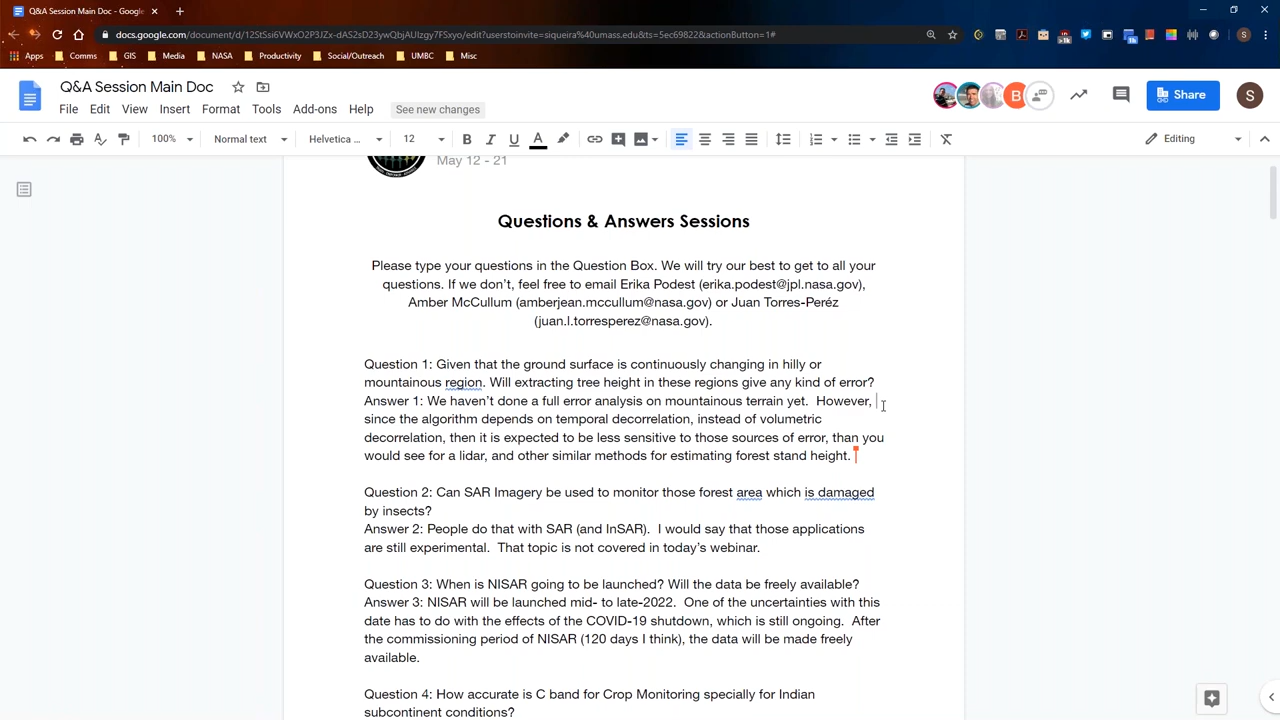 Q&A Session Main Doc - Google
docs.google.com/document/d/12StSsi6VWxO2P3JZx-dAS2sD23ywQbjAUIzgy7FSxyo/edit?userstoinvite=siqueira%40umass.edu&ts=5ec69822&actionButton=1#
Apps Comms GIS Media NASA Productivity Social/Outreach UMBC Misc
Q&A Session Main Doc
File Edit View Insert Format Tools Add-ons Help See new changes
B Share S
100% Normal text Helvetica ... 12 B I U A Editing
May 12 - 21
Questions & Answers Sessions
Please type your questions in the Question Box. We will try our best to get to all your
questions. If we don't, feel free to email Erika Podest (erika.podest@jpl.nasa.gov),
Amber McCullum (amberjean.mccullum@nasa.gov) or Juan Torres-Peréz
(juan.l.torresperez@nasa.gov).
Question 1: Given that the ground surface is continuously changing in hilly or
mountainous region. Will extracting tree height in these regions give any kind of error?
Answer 1: We haven't done a full error analysis on mountainous terrain yet.  However,
since the algorithm depends on temporal decorrelation, instead of volumetric
decorrelation, then it is expected to be less sensitive to those sources of error, than you
would see for a lidar, and other similar methods for estimating forest stand height.
Question 2: Can SAR Imagery be used to monitor those forest area which is damaged
by insects?
Answer 2: People do that with SAR (and InSAR).  I would say that those applications
are still experimental.  That topic is not covered in today's webinar.
Question 3: When is NISAR going to be launched? Will the data be freely available?
Answer 3: NISAR will be launched mid- to late-2022.  One of the uncertainties with this
date has to do with the effects of the COVID-19 shutdown, which is still ongoing.  After
the commissioning period of NISAR (120 days I think), the data will be made freely
available.
Question 4: How accurate is C band for Crop Monitoring specially for Indian
subcontinent conditions?